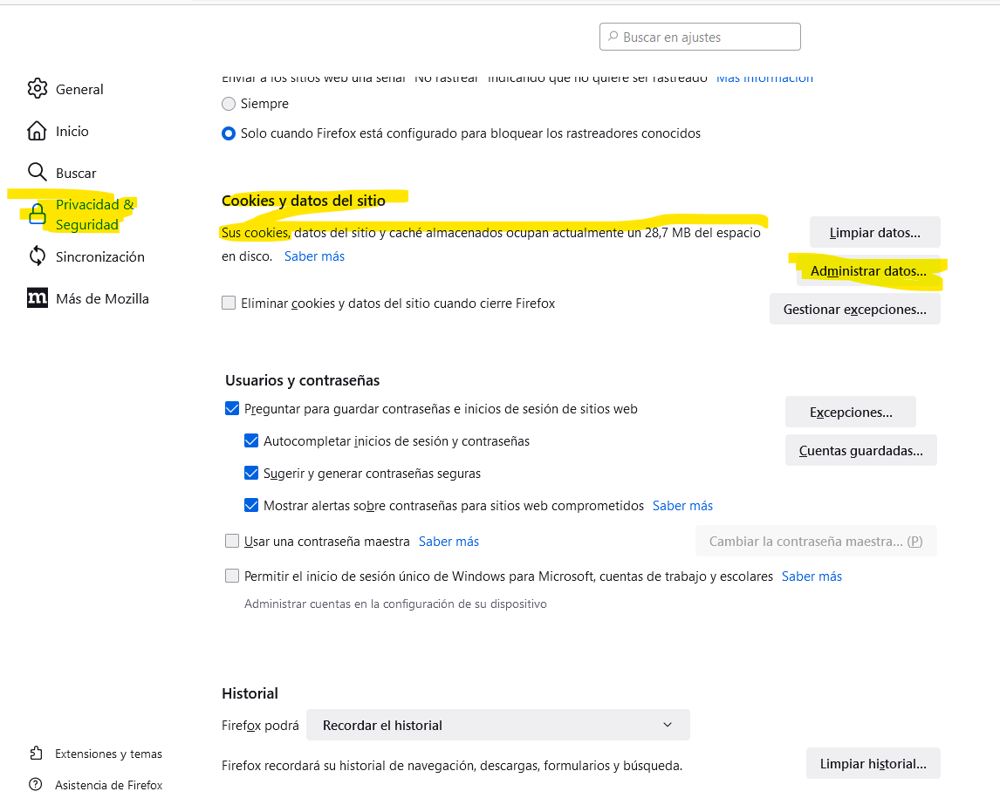 Buscar en ajustes
General
Inicio
Buscar
Privacidad &
Seguridad
Sincronización
Más de Mozilla
Extensiones y temas
Asistencia de Firefox
Enviar a los sitios web una señal "No rastrear" indicando que no quiere ser rastreado Más información
Siempre
Solo cuando Firefox está configurado para bloquear los rastreadores conocidos
Cookies y datos del sitio
Sus cookies, datos del sitio y caché almacenados ocupan actualmente un 28,7 MB del espacio
en disco. Saber más
Limpiar datos...
Administrar datos...
Eliminar cookies y datos del sitio cuando cierre Firefox
Gestionar excepciones...
Usuarios y contraseñas
Preguntar para guardar contraseñas e inicios de sesión de sitios web
Excepciones...
Autocompletar inicios de sesión y contraseñas
Cuentas guardadas...
Sugerir y generar contraseñas seguras
Mostrar alertas sobre contraseñas para sitios web comprometidos Saber más
Usar una contraseña maestra Saber más
Cambiar la contraseña maestra... (P)
Permitir el inicio de sesión único de Windows para Microsoft, cuentas de trabajo y escolares Saber más
Administrar cuentas en la configuración de su dispositivo
Historial
Firefox podrá Recordar el historial
Firefox recordará su historial de navegación, descargas, formularios y búsqueda.
Limpiar historial...